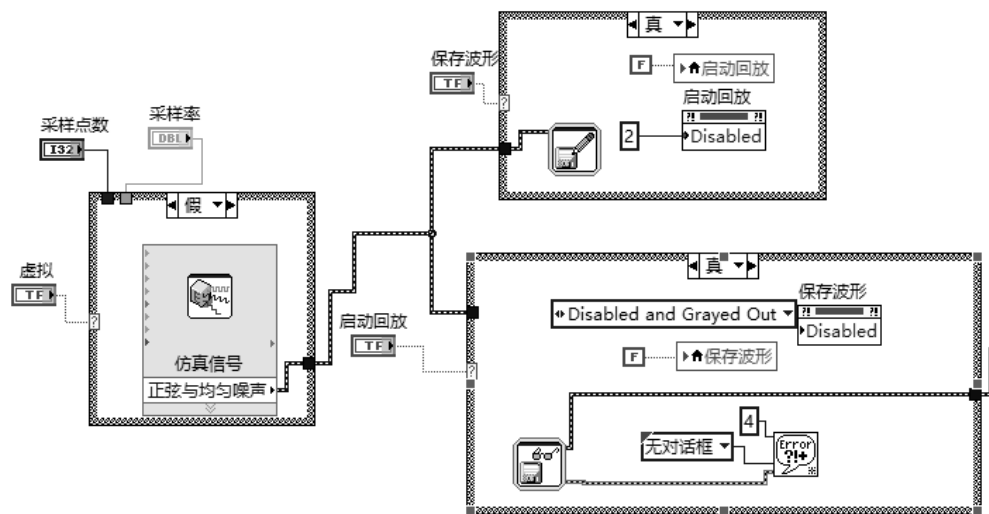 真
保存波形
TF
?
F
启动回放
启动回放
?! ?!
2
Disabled
采样点数
I32
采样率
DBL
假
虚拟
TF
?
仿真信号
正弦与均匀噪声
启动回放
TF
?
真
保存波形
Disabled and Grayed Out
?! ?!
Disabled
F
保存波形
4
无对话框
Error
?!+